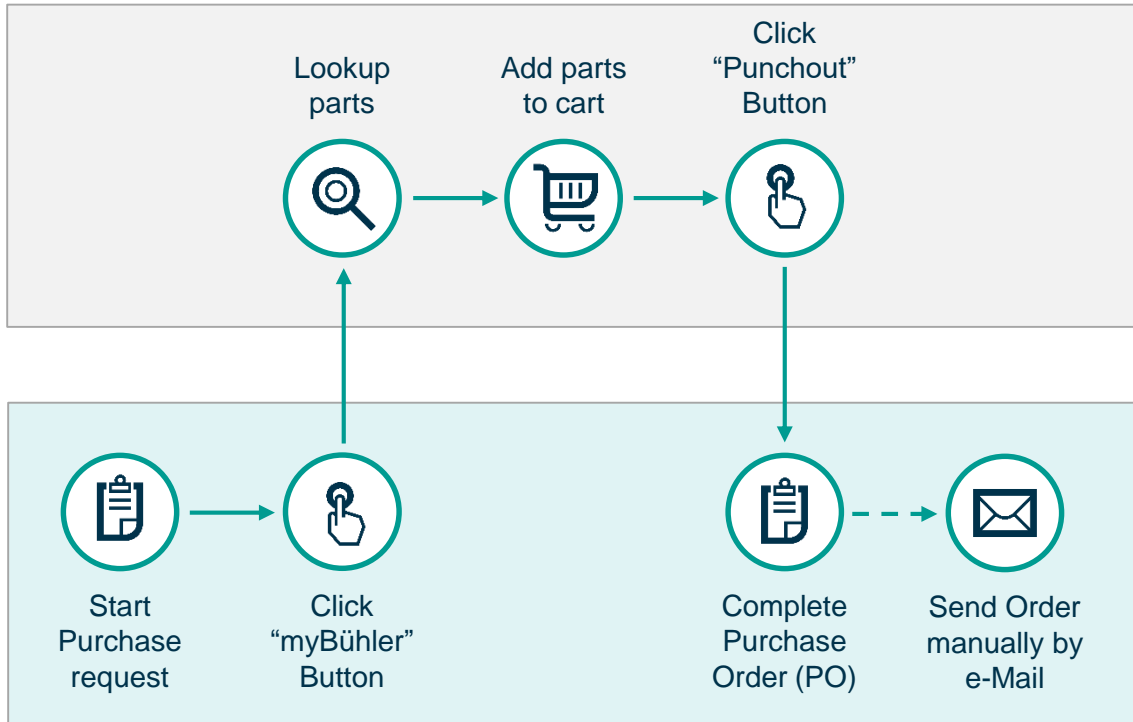 Lookup
parts
Add parts
to cart
Click
“Punchout”
Button
Start
Purchase
request
Click
“myBühler”
Button
Complete
Purchase
Order (PO)
Send Order
manually by
e-Mail